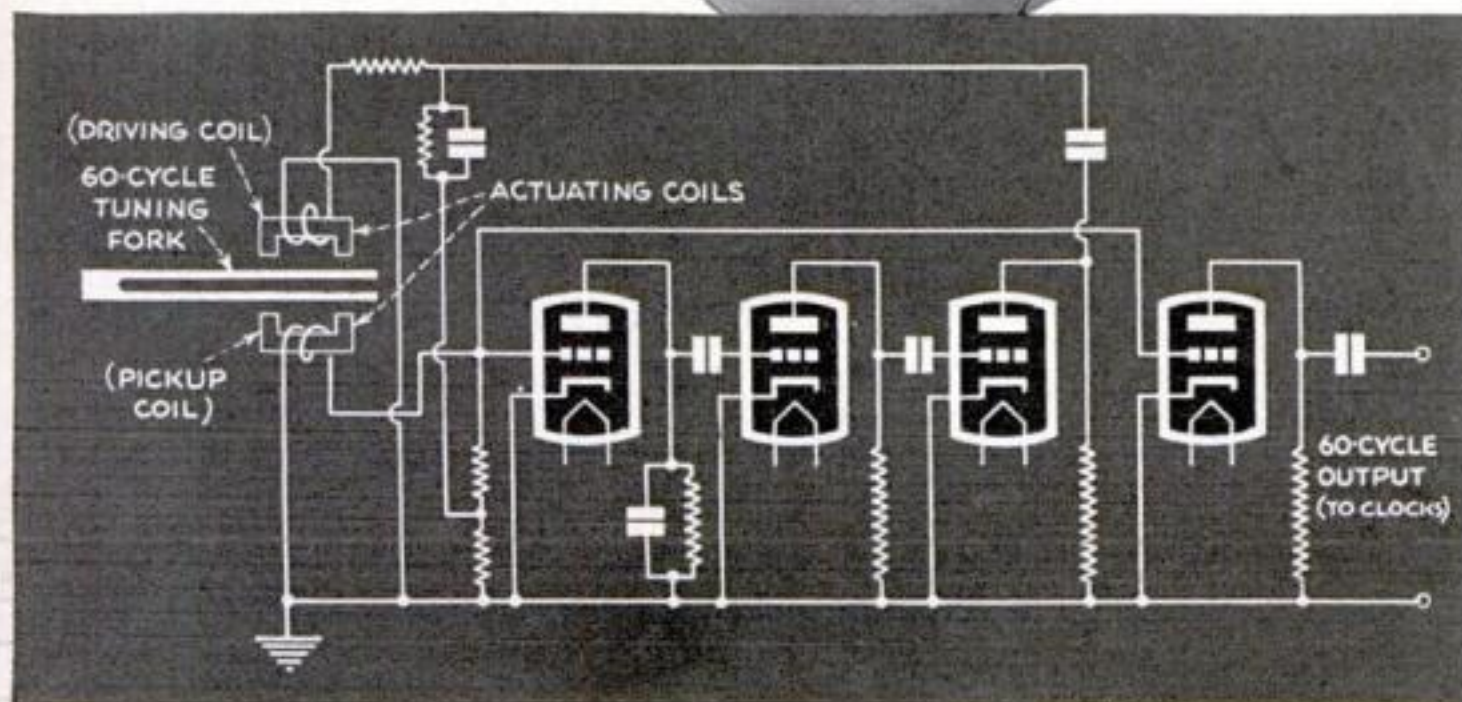 (DRIVING COIL)
60-CYCLE
TUNING
FORK
ACTUATING COILS
(PICKUP
COIL)
60-CYCLE
OUTPUT
(TO CLOCKS)